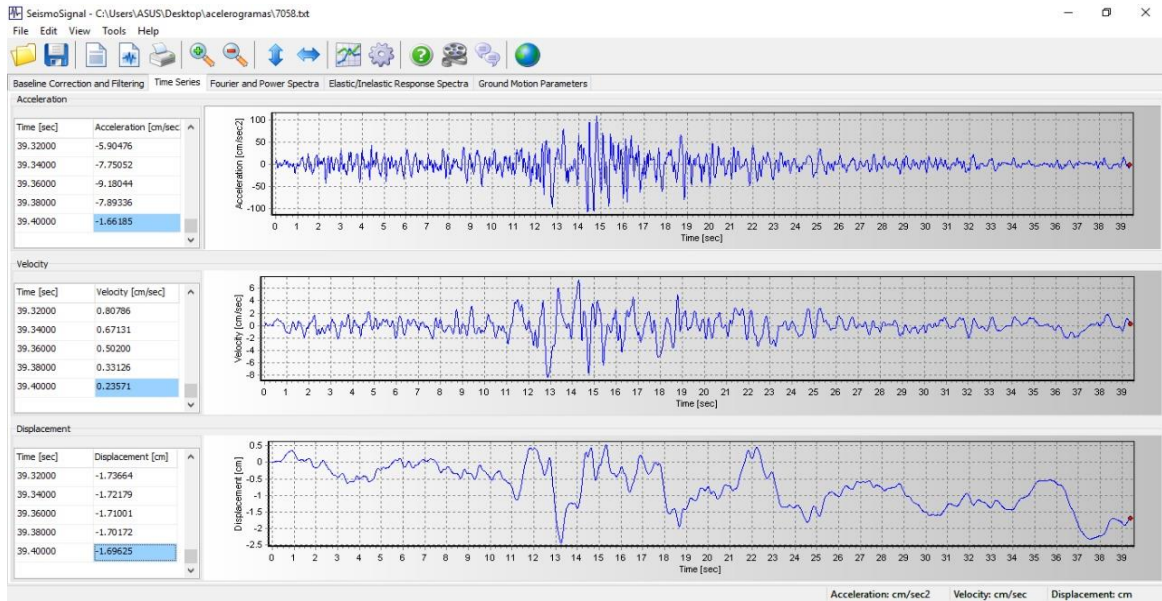 SeismoSignal - C:\Users\ASUS\Desktop\acelerogramas\7058.txt
File Edit View Tools Help
Baseline Correction and Filtering Time Series Fourier and Power Spectra Elastic/Inelastic Response Spectra Ground Motion Parameters
Acceleration
Time [sec] Acceleration [cm/sec
39.32000 -5.90476
39.34000 -7.75052
39.36000 -9.18044
39.38000 -7.89336
39.40000 -1.66185
Acceleration [cm/sec2]
100
50
0
-50
-100
0 1 2 3 4 5 6 7 8 9 10 11 12 13 14 15 16 17 18 19 20 21 22 23 24 25 26 27 28 29 30 31 32 33 34 35 36 37 38 39
Time [sec]
Velocity
Time [sec] Velocity [cm/sec]
39.32000 0.80786
39.34000 0.67131
39.36000 0.50200
39.38000 0.33126
39.40000 0.23571
Velocity [cm/sec]
6
4
2
0
-2
-4
-6
-8
0 1 2 3 4 5 6 7 8 9 10 11 12 13 14 15 16 17 18 19 20 21 22 23 24 25 26 27 28 29 30 31 32 33 34 35 36 37 38 39
Time [sec]
Displacement
Time [sec] Displacement [cm]
39.32000 -1.73664
39.34000 -1.72179
39.36000 -1.71001
39.38000 -1.70172
39.40000 -1.69625
Displacement [cm]
0.5
0
-0.5
-1
-1.5
-2
-2.5
0 1 2 3 4 5 6 7 8 9 10 11 12 13 14 15 16 17 18 19 20 21 22 23 24 25 26 27 28 29 30 31 32 33 34 35 36 37 38 39
Time [sec]
Acceleration: cm/sec2 Velocity: cm/sec Displacement: cm